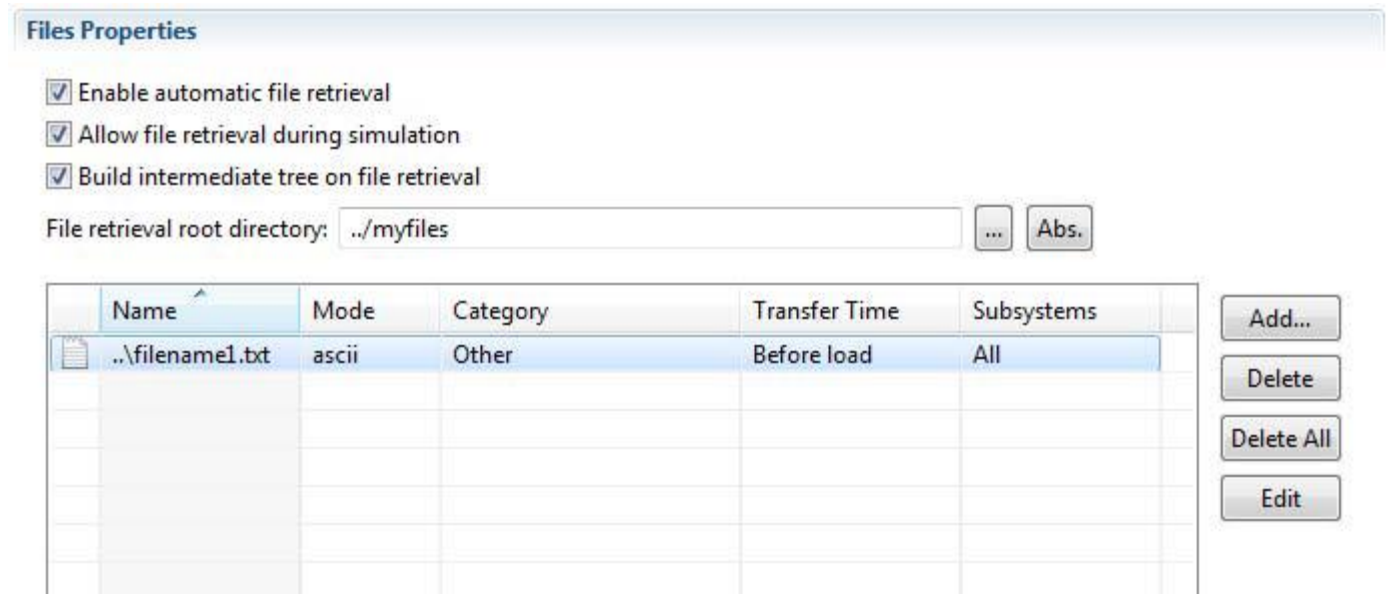 Files Properties
Enable automatic file retrieval
Allow file retrieval during simulation
Build intermediate tree on file retrieval
File retrieval root directory: ../myfiles ... Abs.
Name Mode Category Transfer Time Subsystems
..\filename1.txt ascii Other Before load All
Add...
Delete
Delete All
Edit